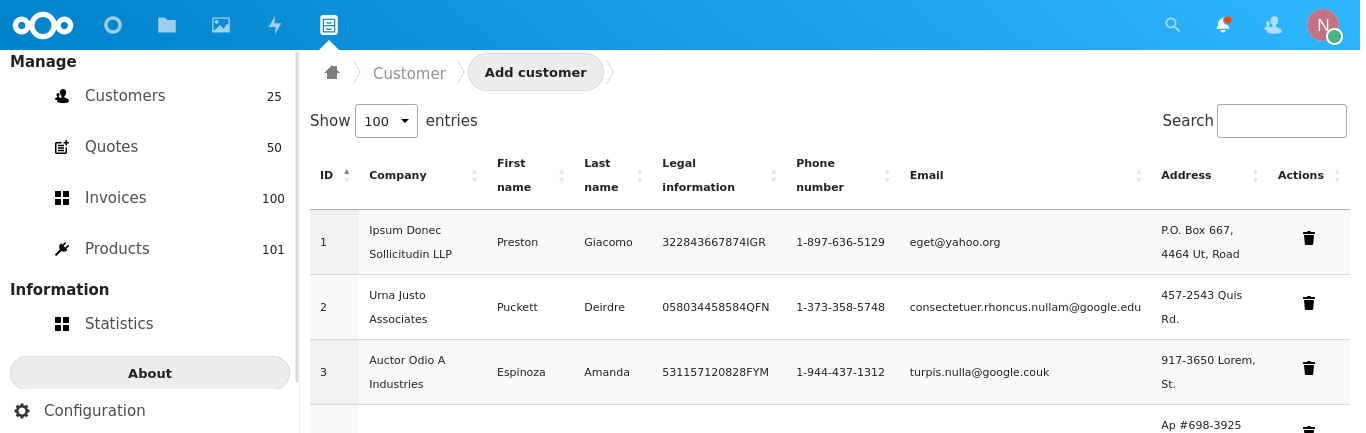 N
Manage
Customers 25
Quotes 50
Invoices 100
Products 101
Information
Statistics
About
Configuration
Customer Add customer
Show 100 entries Search
ID Company First name Last name Legal information Phone number Email Address Actions
1 Ipsum Donec Sollicitudin LLP Preston Giacomo 322843667874IGR 1-897-636-5129 eget@yahoo.org P.O. Box 667, 4464 Ut, Road
2 Urna Justo Associates Puckett Deirdre 058034458584QFN 1-373-358-5748 consectetuer.rhoncus.nullam@google.edu 457-2543 Quis Rd.
3 Auctor Odio A Industries Espinoza Amanda 531157120828FYM 1-944-437-1312 turpis.nulla@google.couk 917-3650 Lorem, St.
Ap #698-3925